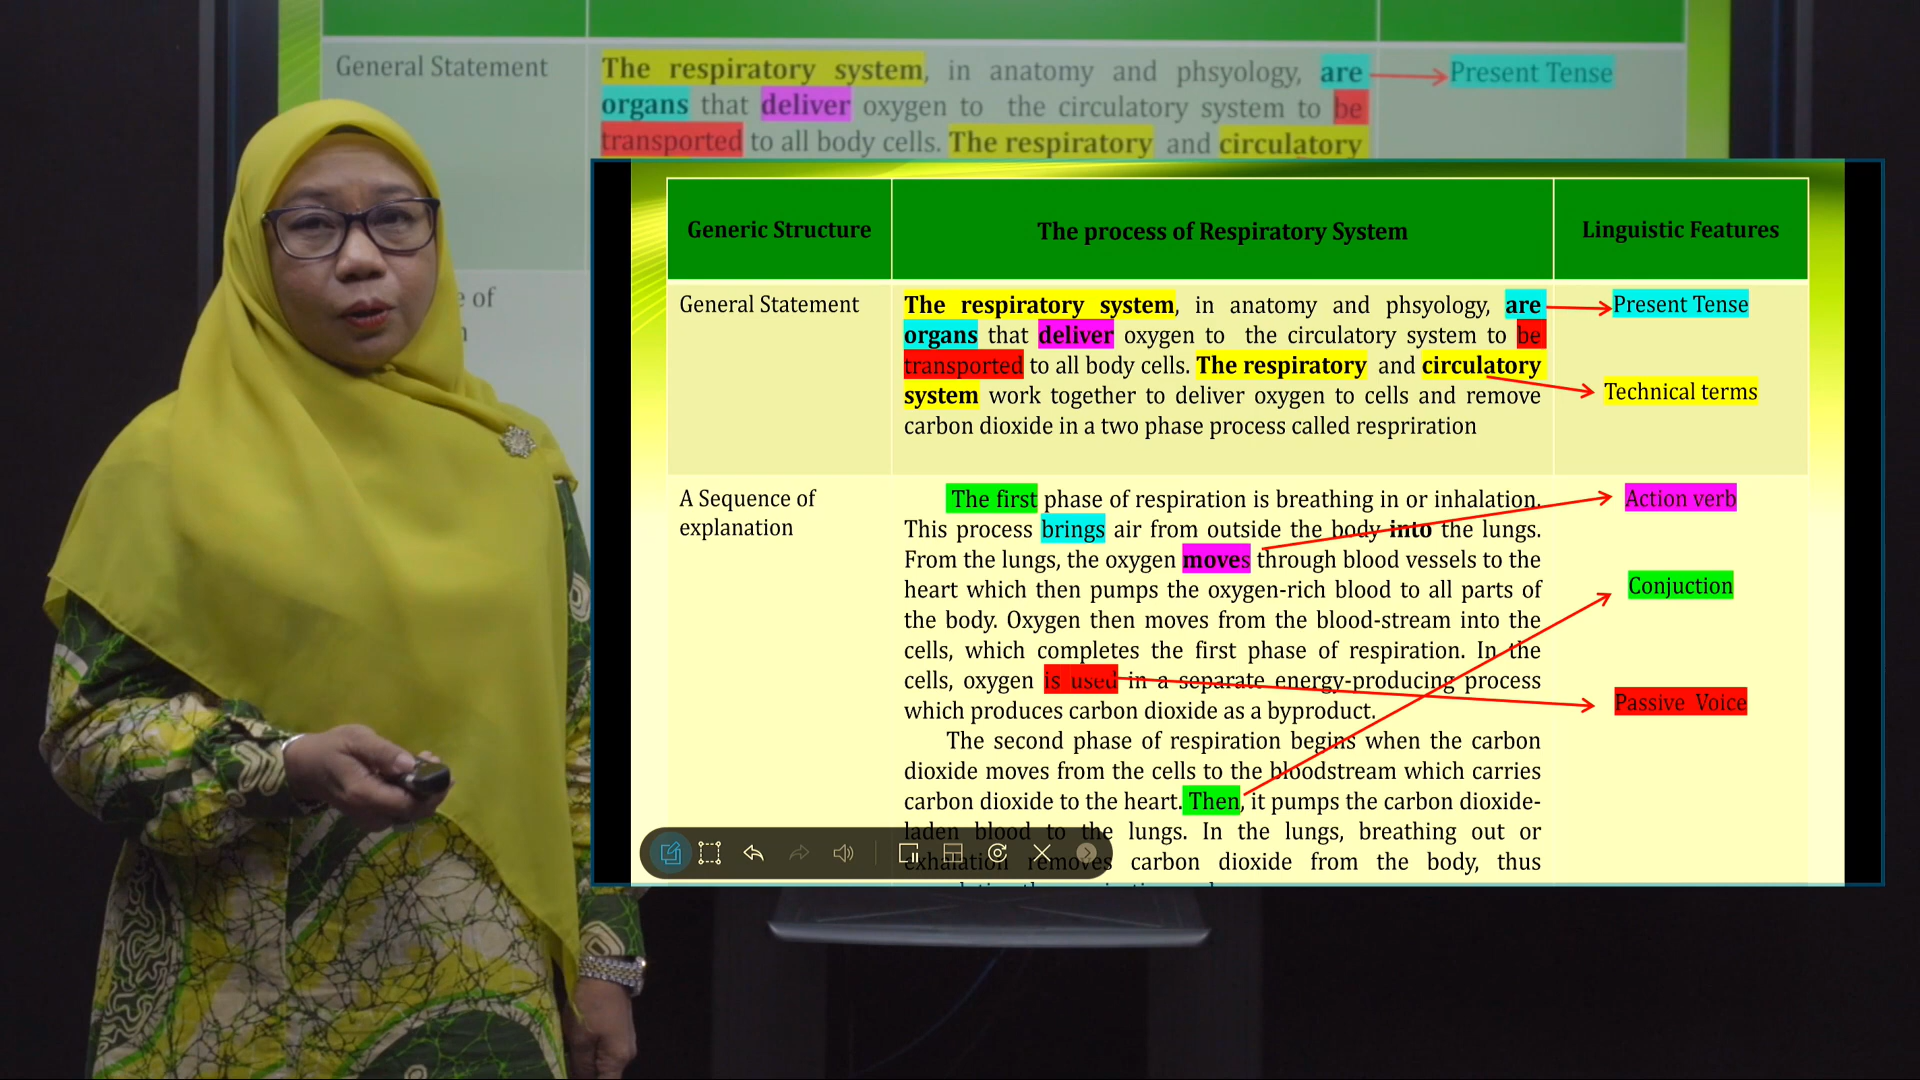 General Statement
The respiratory system, in anatomy and phsyology, are
organs that deliver oxygen to the circulatory system to be
transported to all body cells. The respiratory and circulatory
Present Tense
e of
n
Generic Structure
The process of Respiratory System
Linguistic Features
General Statement
The respiratory system, in anatomy and phsyology, are
organs that deliver oxygen to the circulatory system to be
transported to all body cells. The respiratory and circulatory
system work together to deliver oxygen to cells and remove
carbon dioxide in a two phase process called respriration
Present Tense
Technical terms
A Sequence of
explanation
The first phase of respiration is breathing in or inhalation.
This process brings air from outside the body into the lungs.
From the lungs, the oxygen moves through blood vessels to the
heart which then pumps the oxygen-rich blood to all parts of
the body. Oxygen then moves from the blood-stream into the
cells, which completes the first phase of respiration. In the
cells, oxygen is used in a separate energy-producing process
which produces carbon dioxide as a byproduct.
The second phase of respiration begins when the carbon
dioxide moves from the cells to the bloodstream which carries
carbon dioxide to the heart. Then, it pumps the carbon dioxide-
laden blood to the lungs. In the lungs, breathing out or
exhalation removes carbon dioxide from the body, thus
Action verb
Conjuction
Passive Voice